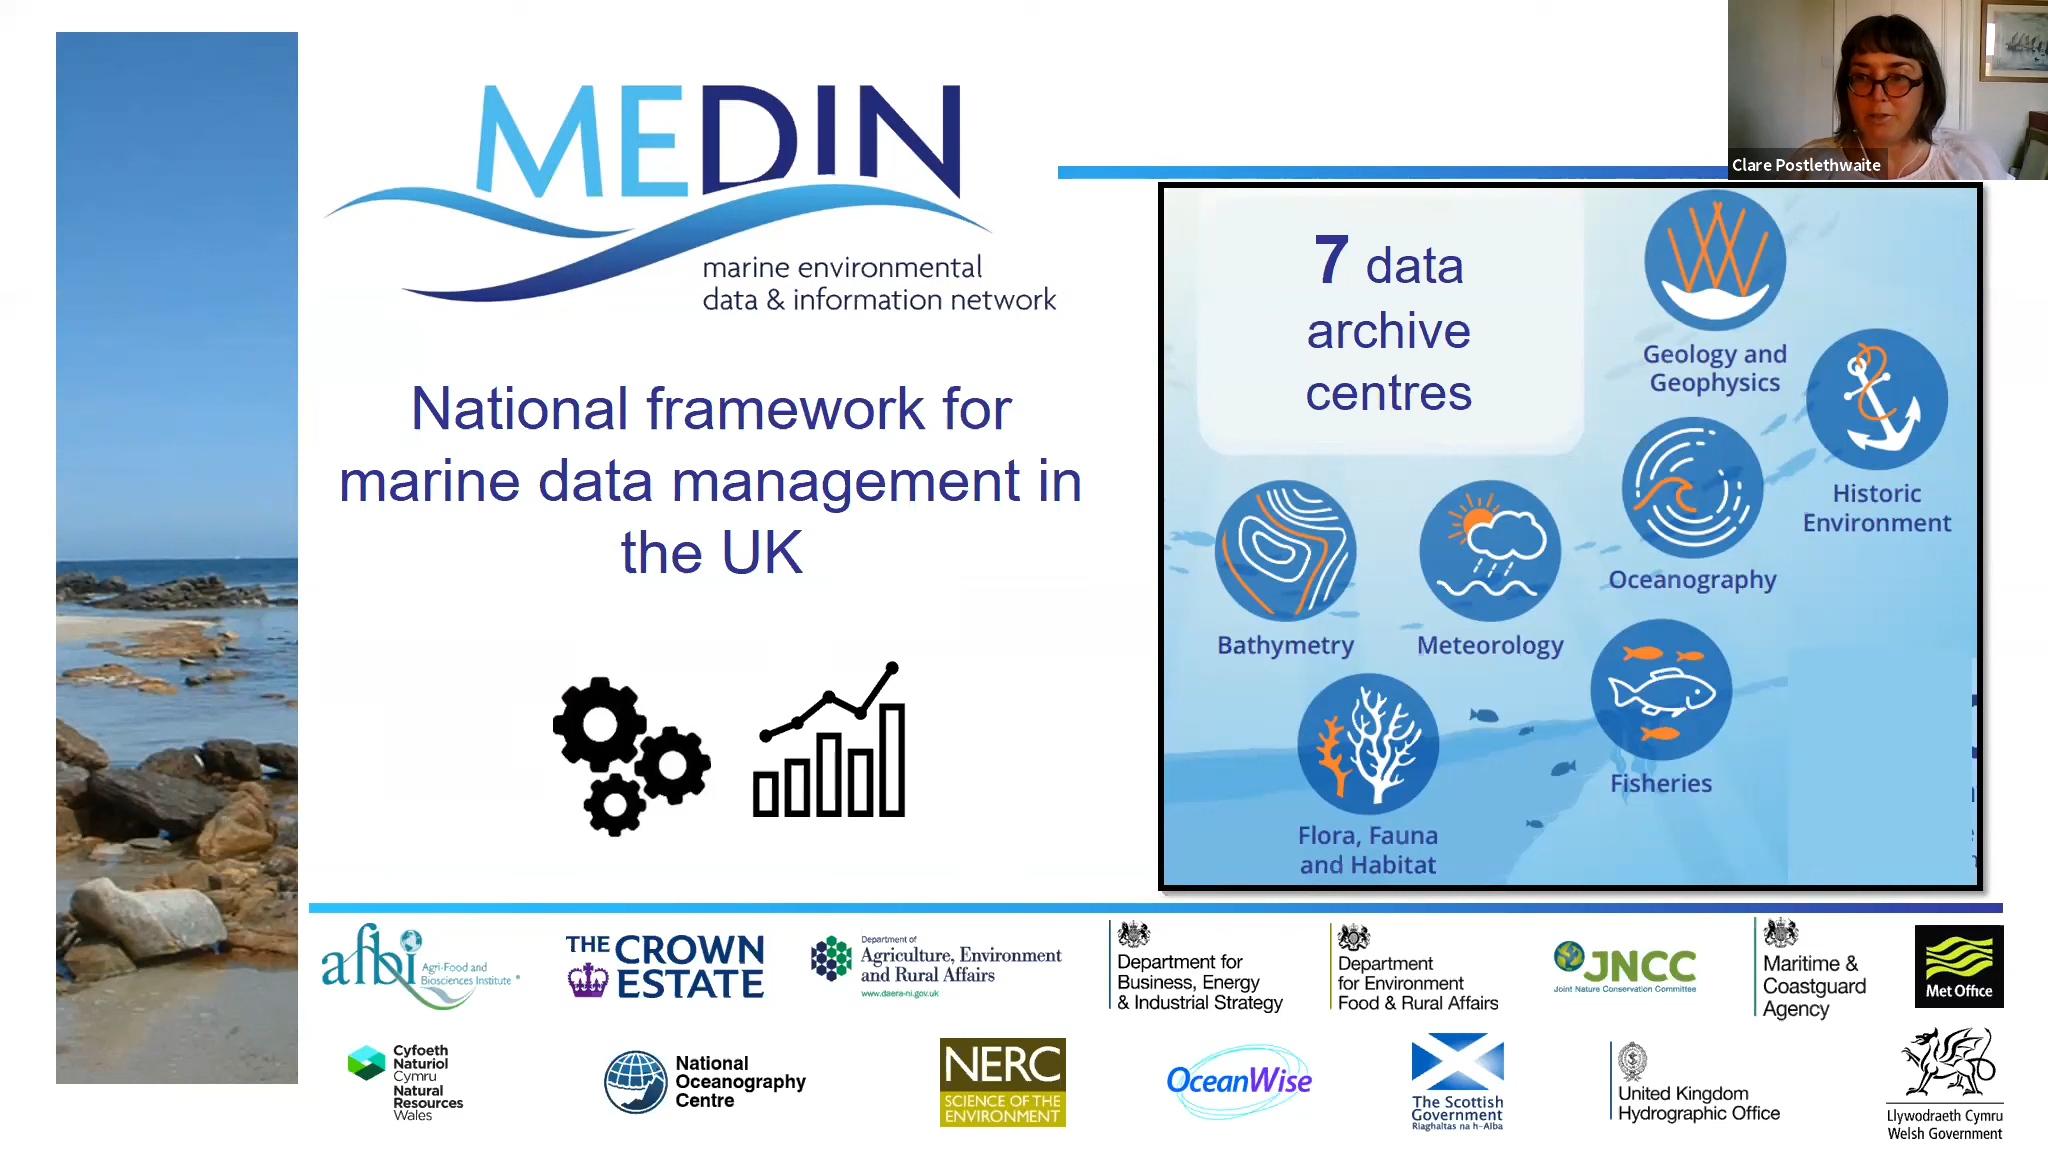 MEDIN
marine environmental
data & information network
National framework for
marine data management in
the UK
Clare Postlethwaite
7 data
archive
centres
Geology and
Geophysics
Historic
Environment
Oceanography
Bathymetry
Meteorology
Fisheries
Flora, Fauna
and Habitat
afbi
Agri-Food and
Biosciences Institute
THE CROWN
ESTATE
Department of
Agriculture, Environment
and Rural Affairs
www.daera-ni.gov.uk
Department for
Business, Energy
& Industrial Strategy
Department
for Environment
Food & Rural Affairs
JNCC
Joint Nature Conservation Committee
Maritime &
Coastguard
Agency
Met Office
Cyfoeth
Naturiol
Cymru
Natural
Resources
Wales
National
Oceanography
Centre
NERC
SCIENCE OF THE
ENVIRONMENT
OceanWise
The Scottish
Government
Riaghaltas na h-Alba
United Kingdom
Hydrographic Office
Llywodraeth Cymru
Welsh Government